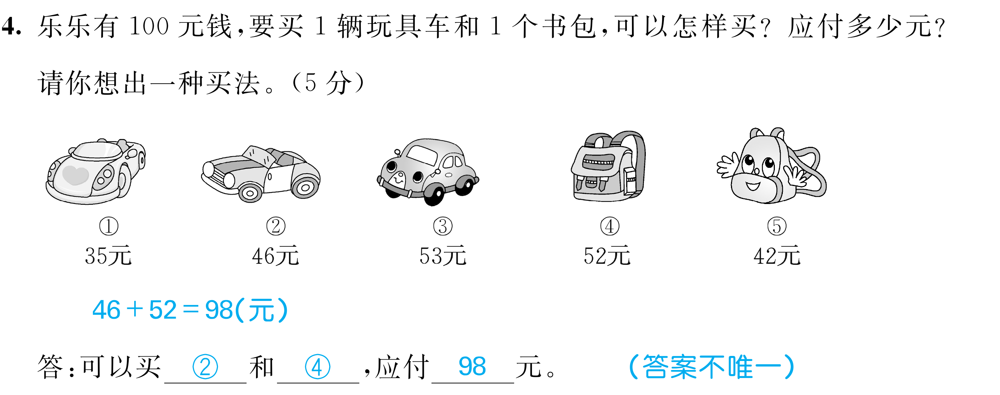 4. 乐乐有 100 元钱,要买 1 辆玩具车和 1 个书包,可以怎样买? 应付多少元?
请你想出一种买法。(5 分)
① ② ③ ④ ⑤
35元 46元 53元 52元 42元
46+52=98(元)
答:可以买 ② 和 ④ ,应付 98 元。 (答案不唯一)